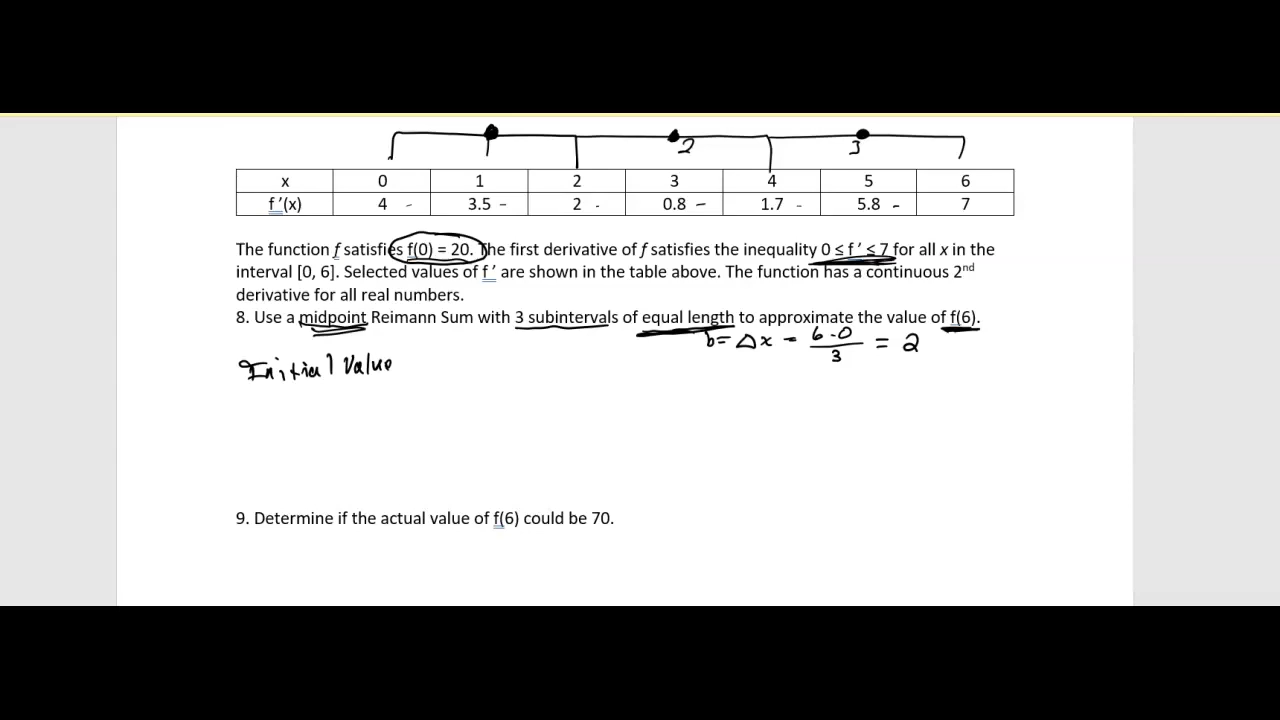 2
3
x 0 1 2 3 4 5 6
f '(x) 4 - 3.5 - 2 - 0.8 - 1.7 - 5.8 - 7
The function f satisfies f(0) = 20. The first derivative of f satisfies the inequality 0 ≤ f ' ≤ 7 for all x in the
interval [0, 6]. Selected values of f ' are shown in the table above. The function has a continuous 2nd
derivative for all real numbers.
8. Use a midpoint Reimann Sum with 3 subintervals of equal length to approximate the value of f(6).
b = Δx = 6-0/3 = 2
Initial Value
9. Determine if the actual value of f(6) could be 70.